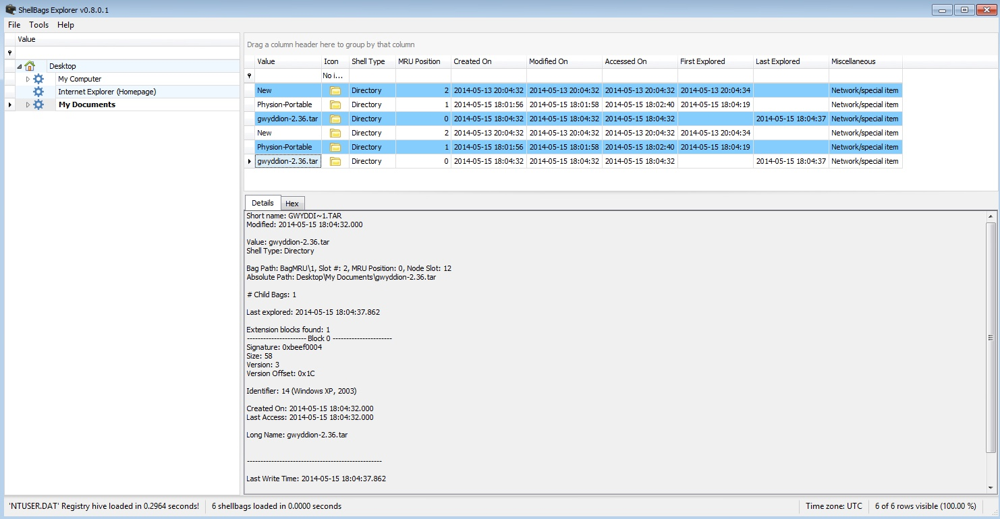 ShellBags Explorer v0.8.0.1
File Tools Help
Value
Desktop
My Computer
Internet Explorer (Homepage)
My Documents
Drag a column header here to group by that column
Value Icon Shell Type MRU Position Created On Modified On Accessed On First Explored Last Explored Miscellaneous
No i...
New Directory 2 2014-05-13 20:04:32 2014-05-13 20:04:32 2014-05-13 20:04:32 2014-05-13 20:04:34 Network/special item
Physion-Portable Directory 1 2014-05-15 18:01:56 2014-05-15 18:01:58 2014-05-15 18:02:40 2014-05-15 18:04:19 Network/special item
gwyddion-2.36.tar Directory 0 2014-05-15 18:04:32 2014-05-15 18:04:32 2014-05-15 18:04:32 2014-05-15 18:04:37 Network/special item
New Directory 2 2014-05-13 20:04:32 2014-05-13 20:04:32 2014-05-13 20:04:32 2014-05-13 20:04:34 Network/special item
Physion-Portable Directory 1 2014-05-15 18:01:56 2014-05-15 18:01:58 2014-05-15 18:02:40 2014-05-15 18:04:19 Network/special item
gwyddion-2.36.tar Directory 0 2014-05-15 18:04:32 2014-05-15 18:04:32 2014-05-15 18:04:32 2014-05-15 18:04:37 Network/special item
Details Hex
Short name: GWYDDI~1.TAR
Modified: 2014-05-15 18:04:32.000
Value: gwyddion-2.36.tar
Shell Type: Directory
Bag Path: BagMRU\1, Slot #: 2, MRU Position: 0, Node Slot: 12
Absolute Path: Desktop\My Documents\gwyddion-2.36.tar
# Child Bags: 1
Last explored: 2014-05-15 18:04:37.862
Extension blocks found: 1
---------------------- Block 0 ----------------------
Signature: 0xbeef0004
Size: 58
Version: 3
Version Offset: 0x1C
Identifier: 14 (Windows XP, 2003)
Created On: 2014-05-15 18:04:32.000
Last Access: 2014-05-15 18:04:32.000
Long Name: gwyddion-2.36.tar
--------------------------------------------------
Last Write Time: 2014-05-15 18:04:37.862
'NTUSER.DAT' Registry hive loaded in 0.2964 seconds! 6 shellbags loaded in 0.0000 seconds Time zone: UTC 6 of 6 rows visible (100.00 %)